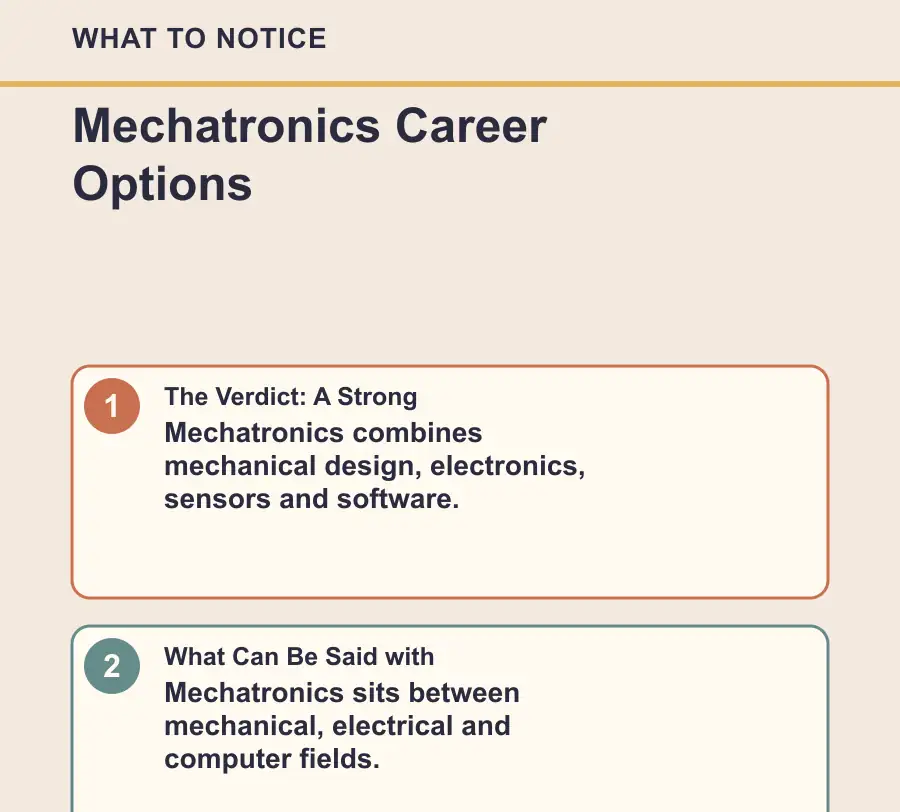 WHAT TO NOTICE
Mechatronics Career
Options
1
The Verdict: A Strong
Mechatronics combines
mechanical design, electronics,
sensors and software.
2
What Can Be Said with
Mechatronics sits between
mechanical, electrical and
computer fields.